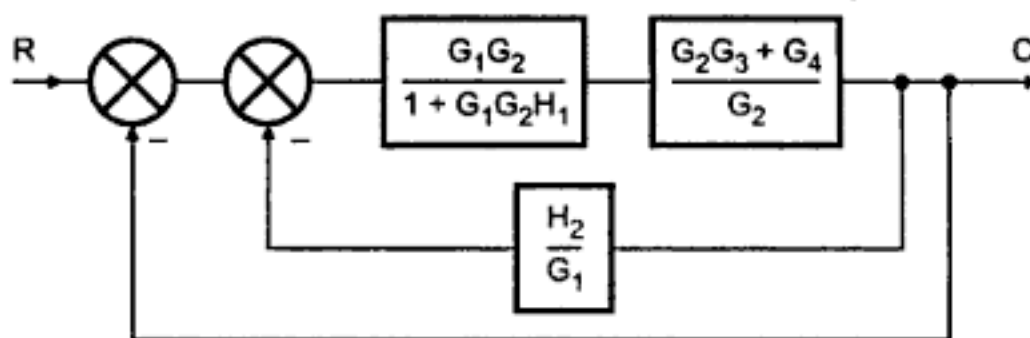 R
G₁G₂
1 + G₁G₂H₁
G₂G₃ + G₄
G₂
C
−
−
H₂
G₁